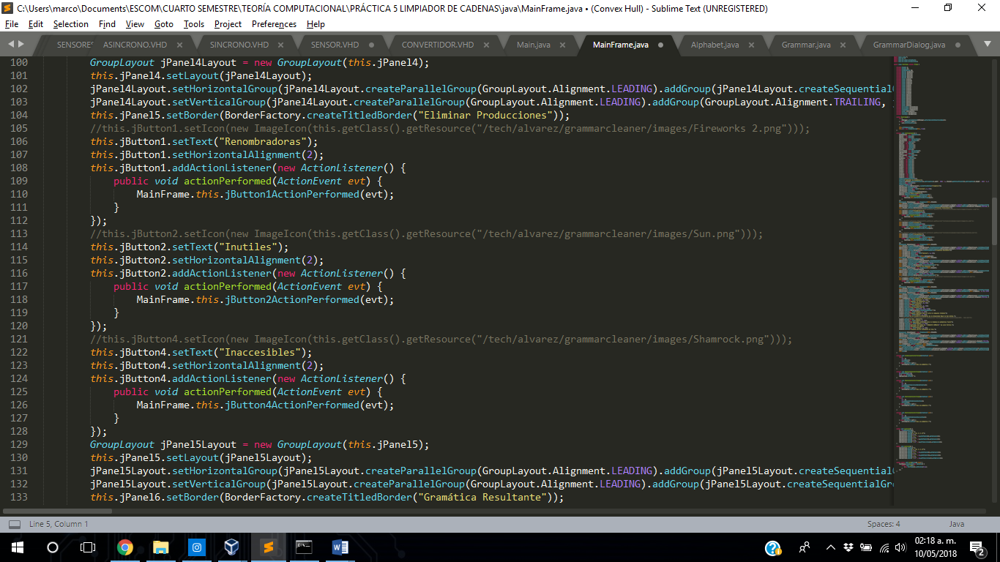 C:\Users\marco\Documents\ESCOM\CUARTO SEMESTRE\TEORÍA COMPUTACIONAL\PRÁCTICA 5 LIMPIADOR DE CADENAS\java\MainFrame.java • (Convex Hull) - Sublime Text (UNREGISTERED)
File Edit Selection Find View Goto Tools Project Preferences Help
SENSORES ASINCRONO.VHD SINCRONO.VHD SENSOR.VHD CONVERTIDOR.VHD Main.java MainFrame.java Alphabet.java Grammar.java GrammarDialog.java
100 GroupLayout jPanel4Layout = new GroupLayout(this.jPanel4);
101 this.jPanel4.setLayout(jPanel4Layout);
102 jPanel4Layout.setHorizontalGroup(jPanel4Layout.createParallelGroup(GroupLayout.Alignment.LEADING).addGroup(jPanel4Layout.createSequential
103 jPanel4Layout.setVerticalGroup(jPanel4Layout.createParallelGroup(GroupLayout.Alignment.LEADING).addGroup(GroupLayout.Alignment.TRAILING,
104 this.jPanel5.setBorder(BorderFactory.createTitledBorder("Eliminar Producciones"));
105 //this.jButton1.setIcon(new ImageIcon(this.getClass().getResource("/tech/alvarez/grammarcleaner/images/Fireworks 2.png")));
106 this.jButton1.setText("Renombradoras");
107 this.jButton1.setHorizontalAlignment(2);
108 this.jButton1.addActionListener(new ActionListener() {
109 public void actionPerformed(ActionEvent evt) {
110 MainFrame.this.jButton1ActionPerformed(evt);
111 }
112 });
113 //this.jButton2.setIcon(new ImageIcon(this.getClass().getResource("/tech/alvarez/grammarcleaner/images/Sun.png")));
114 this.jButton2.setText("Inutiles");
115 this.jButton2.setHorizontalAlignment(2);
116 this.jButton2.addActionListener(new ActionListener() {
117 public void actionPerformed(ActionEvent evt) {
118 MainFrame.this.jButton2ActionPerformed(evt);
119 }
120 });
121 //this.jButton4.setIcon(new ImageIcon(this.getClass().getResource("/tech/alvarez/grammarcleaner/images/Shamrock.png")));
122 this.jButton4.setText("Inaccesibles");
123 this.jButton4.setHorizontalAlignment(2);
124 this.jButton4.addActionListener(new ActionListener() {
125 public void actionPerformed(ActionEvent evt) {
126 MainFrame.this.jButton4ActionPerformed(evt);
127 }
128 });
129 GroupLayout jPanel5Layout = new GroupLayout(this.jPanel5);
130 this.jPanel5.setLayout(jPanel5Layout);
131 jPanel5Layout.setHorizontalGroup(jPanel5Layout.createParallelGroup(GroupLayout.Alignment.LEADING).addGroup(jPanel5Layout.createSequential
132 jPanel5Layout.setVerticalGroup(jPanel5Layout.createParallelGroup(GroupLayout.Alignment.LEADING).addGroup(jPanel5Layout.createSequentialGr
133 this.jPanel6.setBorder(BorderFactory.createTitledBorder("Gramática Resultante"));
Line 5, Column 1 Spaces: 4 Java
02:18 a. m.
10/05/2018
2